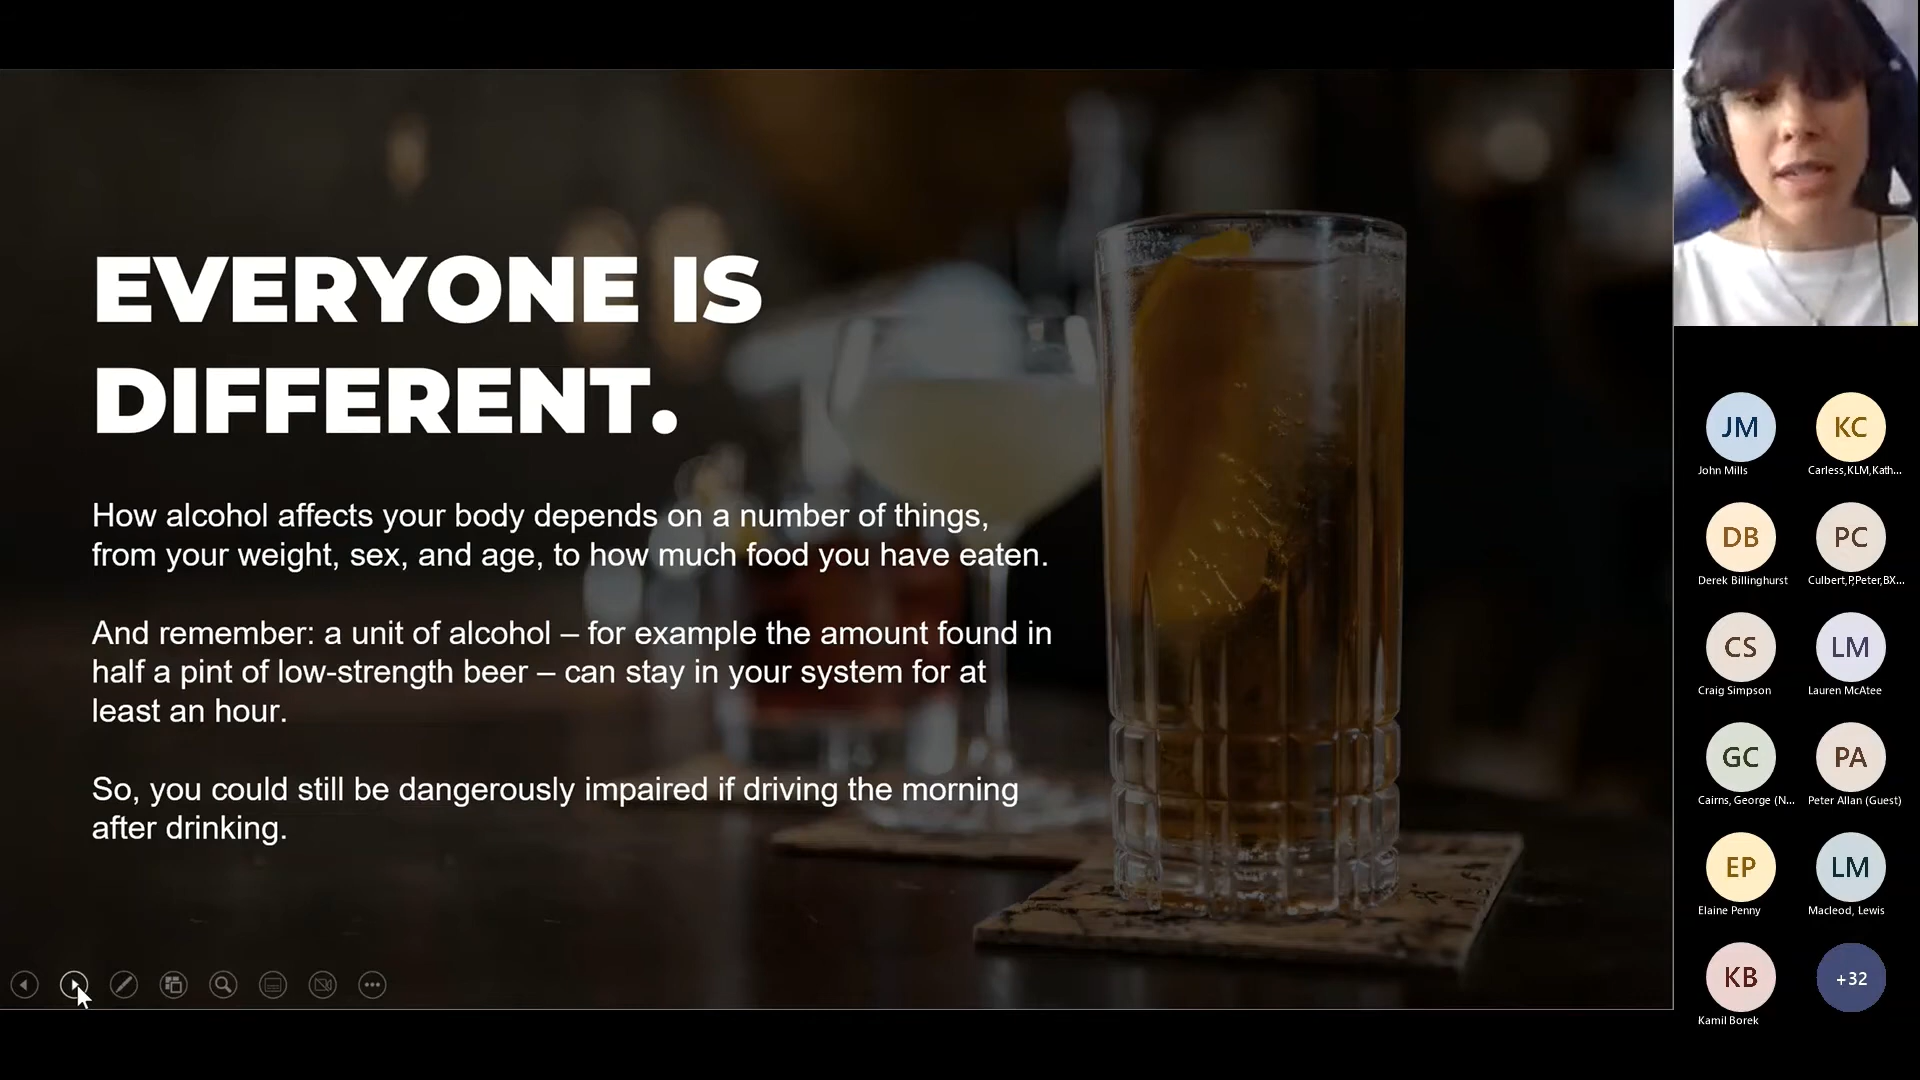 EVERYONE IS
DIFFERENT.
How alcohol affects your body depends on a number of things,
from your weight, sex, and age, to how much food you have eaten.
And remember: a unit of alcohol – for example the amount found in
half a pint of low-strength beer – can stay in your system for at
least an hour.
So, you could still be dangerously impaired if driving the morning
after drinking.
JM KC
John Mills Carless,KLM,Kath...
DB PC
Derek Billinghurst Culbert,P,Peter,BX...
CS LM
Craig Simpson Lauren McAtee
GC PA
Cairns, George (N... Peter Allan (Guest)
EP LM
Elaine Penny Macleod, Lewis
KB +32
Kamil Borek